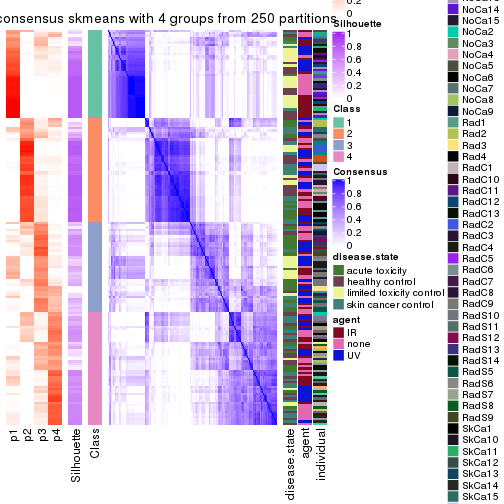 consensus skmeans with 4 groups from 250 partitions
p1
p2
p3
p4
Silhouette
Class
disease.state
agent
individual
0.2
0
Silhouette
1
0.8
0.6
0.4
0.2
0
Class
1
2
3
4
Consensus
1
0.8
0.6
0.4
0.2
0
disease.state
acute toxicity
healthy control
limited toxicity control
skin cancer control
agent
IR
none
UV
NoCa14
NoCa15
NoCa2
NoCa3
NoCa4
NoCa5
NoCa6
NoCa7
NoCa8
NoCa9
Rad1
Rad2
Rad3
Rad4
RadC1
RadC10
RadC11
RadC12
RadC13
RadC2
RadC3
RadC4
RadC5
RadC6
RadC7
RadC8
RadC9
RadS10
RadS11
RadS12
RadS13
RadS14
RadS5
RadS6
RadS7
RadS8
RadS9
SkCa1
SkCa10
SkCa11
SkCa12
SkCa13
SkCa14
SkCa15